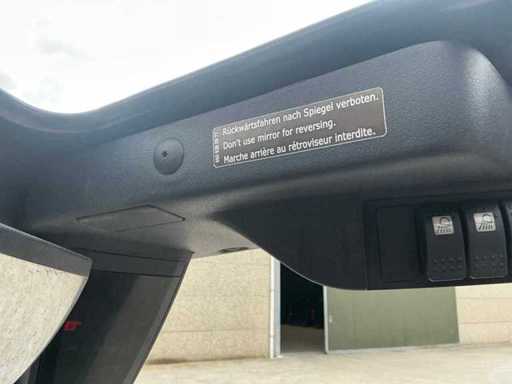 Rückwärtsfahren nach Spiegel verboten.
Don't use mirror for reversing.
Marche arrière au rétroviseur interdite.